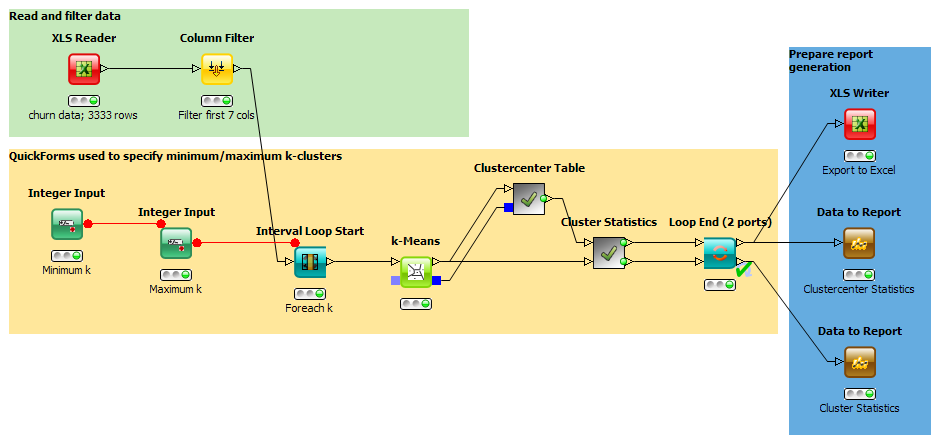 Read and filter data
XLS Reader
Column Filter
churn data; 3333 rows
Filter first 7 cols
Prepare report
generation
XLS Writer
Export to Excel
QuickForms used to specify minimum/maximum k-clusters
Clustercenter Table
Integer Input
Integer Input
Interval Loop Start
k-Means
Cluster Statistics
Loop End (2 ports)
Data to Report
Minimum k
Maximum k
Foreach k
Clustercenter Statistics
Data to Report
Cluster Statistics